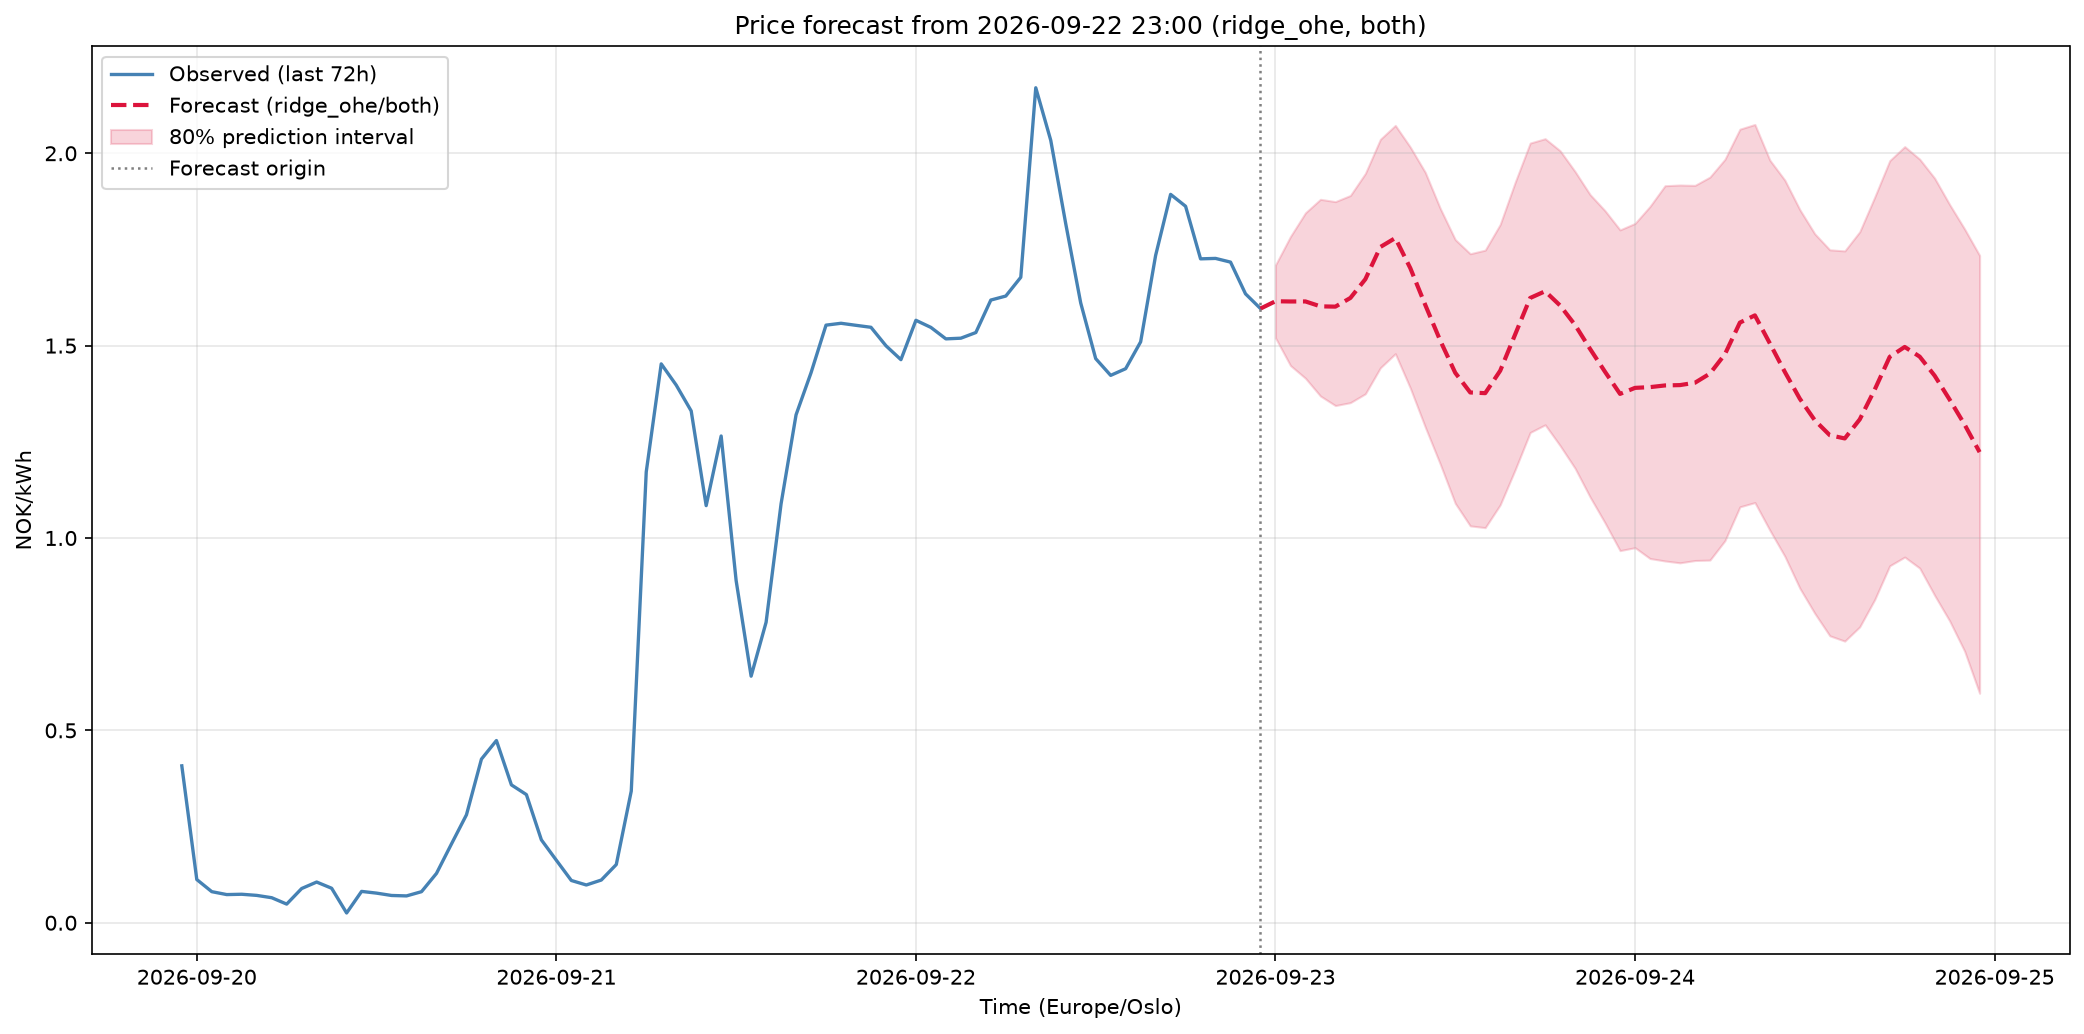 Price forecast from 2026-09-22 23:00 (ridge_ohe, both)
Observed (last 72h)
Forecast (ridge_ohe/both)
80% prediction interval
Forecast origin
NOK/kWh
2.0
1.5
1.0
0.5
0.0
2026-09-20
2026-09-21
2026-09-22
2026-09-23
2026-09-24
2026-09-25
Time (Europe/Oslo)